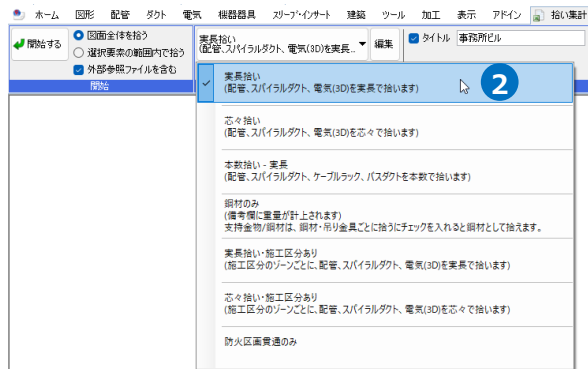 ホーム 図形 配管 ダクト 電気 機器器具 スリーブ・インサート 建築 ツール 加工 表示 アドイン 拾い集計
開始する
図面全体を拾う
選択要素の範囲内で拾う
外部参照ファイルを含む
開始
実長拾い
(配管、スパイラルダクト、電気(3D)を実長...
編集
タイトル 事務所ビル
実長拾い
(配管、スパイラルダクト、電気(3D)を実長で拾います)
2
芯々拾い
(配管、スパイラルダクト、電気(3D)を芯々で拾います)
本数拾い - 実長
(配管、スパイラルダクト、ケーブルラック、バスダクトを本数で拾います)
鋼材のみ
(備考欄に重量が計上されます)
支持金物/鋼材は、鋼材・吊り金具ごとに拾うにチェックを入れると鋼材として拾えます。
実長拾い・施工区分あり
(施工区分のゾーンごとに、配管、スパイラルダクト、電気(3D)を実長で拾います)
芯々拾い・施工区分あり
(施工区分のゾーンごとに、配管、スパイラルダクト、電気(3D)を芯々で拾います)
防火区画貫通のみ